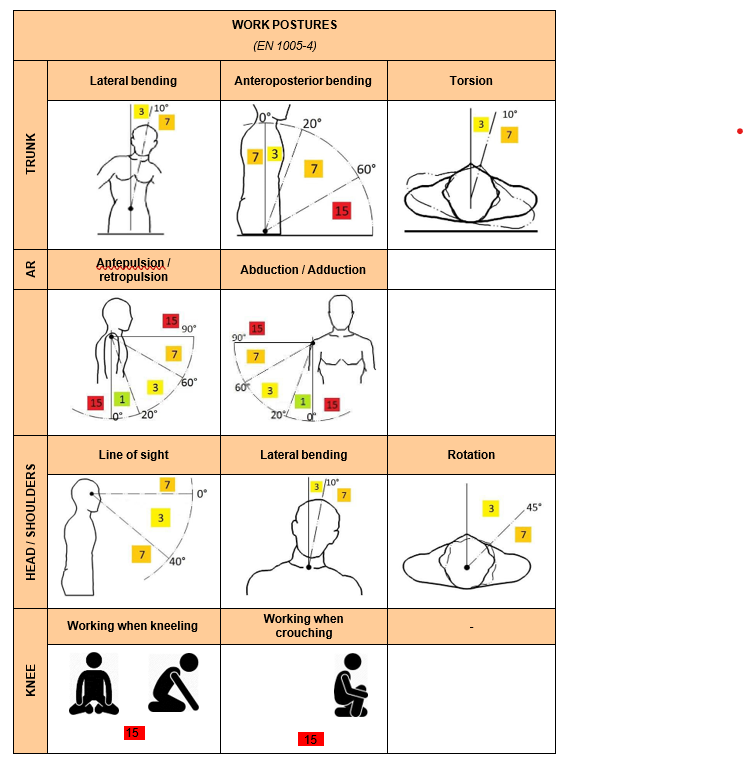 WORK POSTURES
(EN 1005-4)
TRUNK
Lateral bending
Anteroposterior bending
Torsion
3
10°
7
0°
20°
7
3
7
60°
15
3
10°
7
AR
Antepulsion /
retropulsion
Abduction / Adduction
15
90°
7
60°
3
1
15
0°
20°
15
90°
7
60°
3
1
15
20°
0°
HEAD / SHOULDERS
Line of sight
Lateral bending
Rotation
7
0°
3
7
40°
3
10°
7
3
45°
7
KNEE
Working when kneeling
Working when
crouching
-
15
15